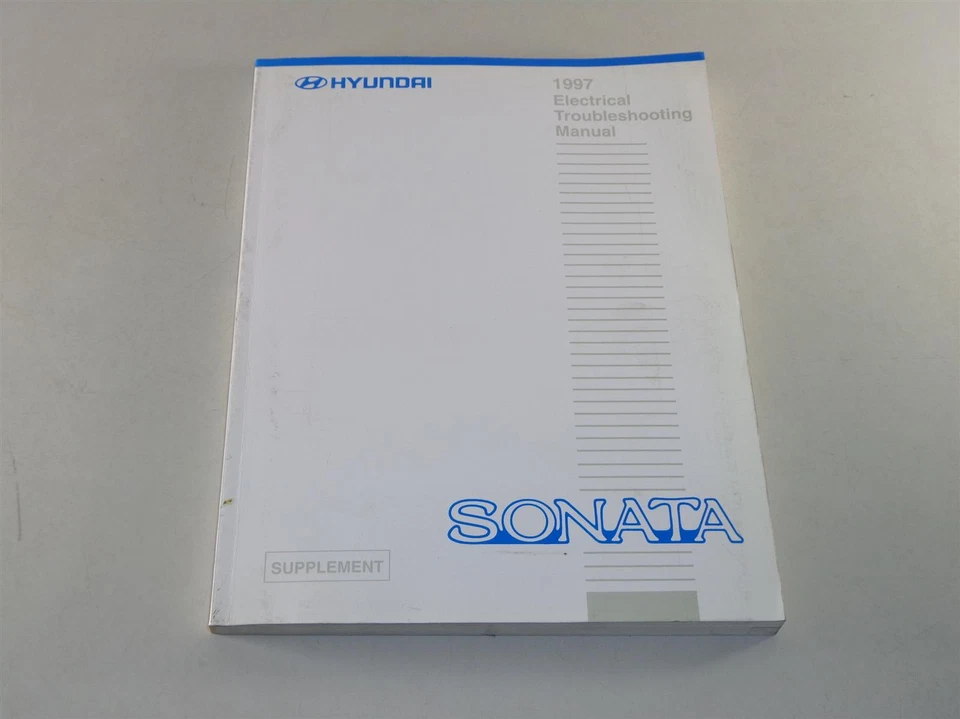 HYUNDAI
1997
Electrical
Troubleshooting
Manual
SONATA
SUPPLEMENT